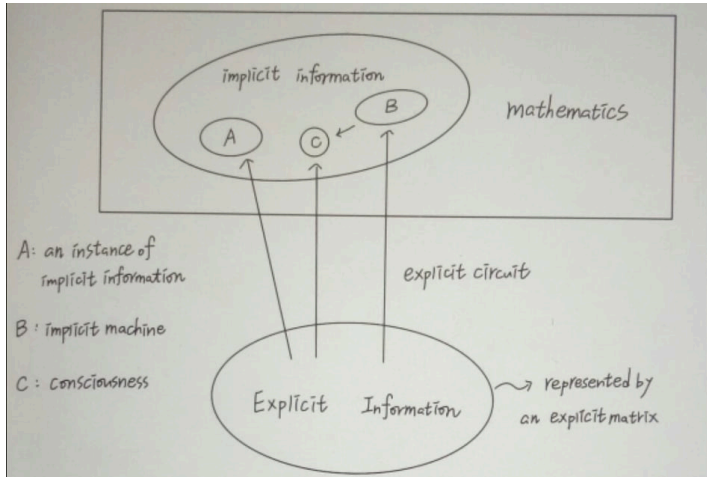 implicit information
A
C
B
mathematics
A: an instance of
implicit information
B: implicit machine
C: consciousness
explicit circuit
Explicit Information
represented by
an explicit matrix